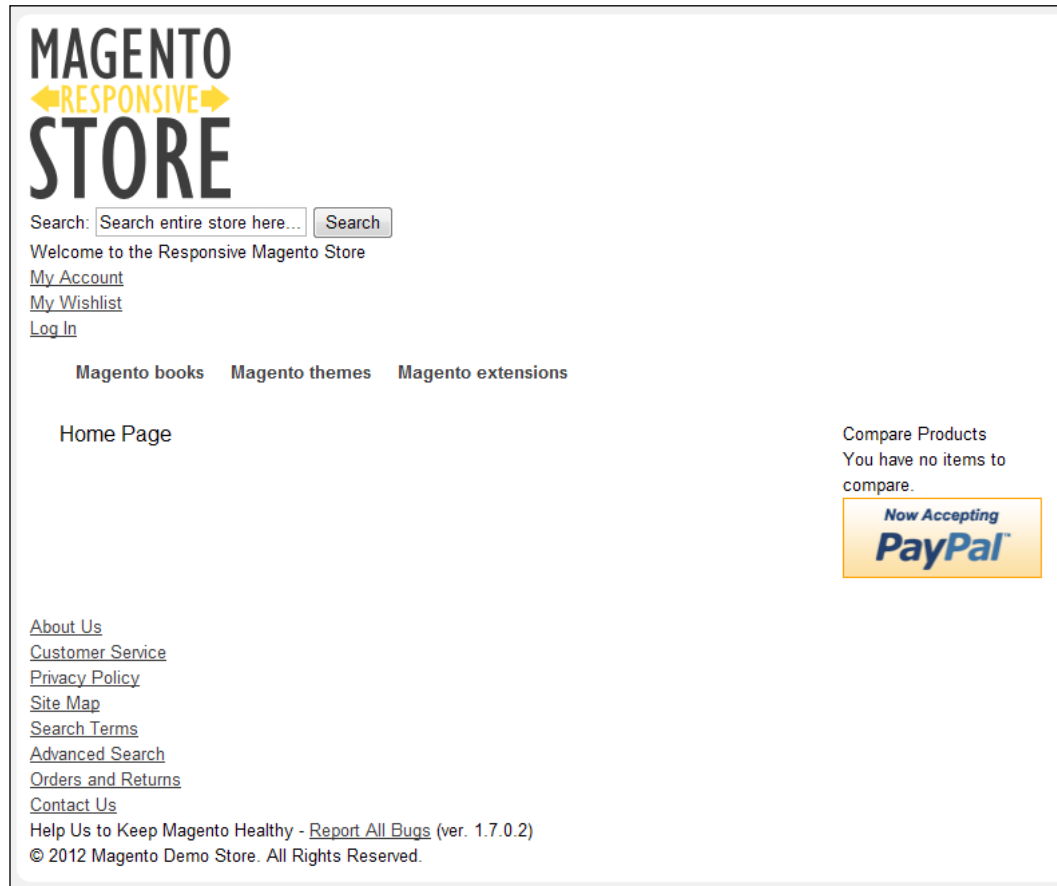 MAGENTO
RESPONSIVE
STORE
Search: Search entire store here... Search
Welcome to the Responsive Magento Store
My Account
My Wishlist
Log In
Magento books Magento themes Magento extensions
Home Page
Compare Products
You have no items to
compare.
Now Accepting
PayPal™
About Us
Customer Service
Privacy Policy
Site Map
Search Terms
Advanced Search
Orders and Returns
Contact Us
Help Us to Keep Magento Healthy - Report All Bugs (ver. 1.7.0.2)
© 2012 Magento Demo Store. All Rights Reserved.